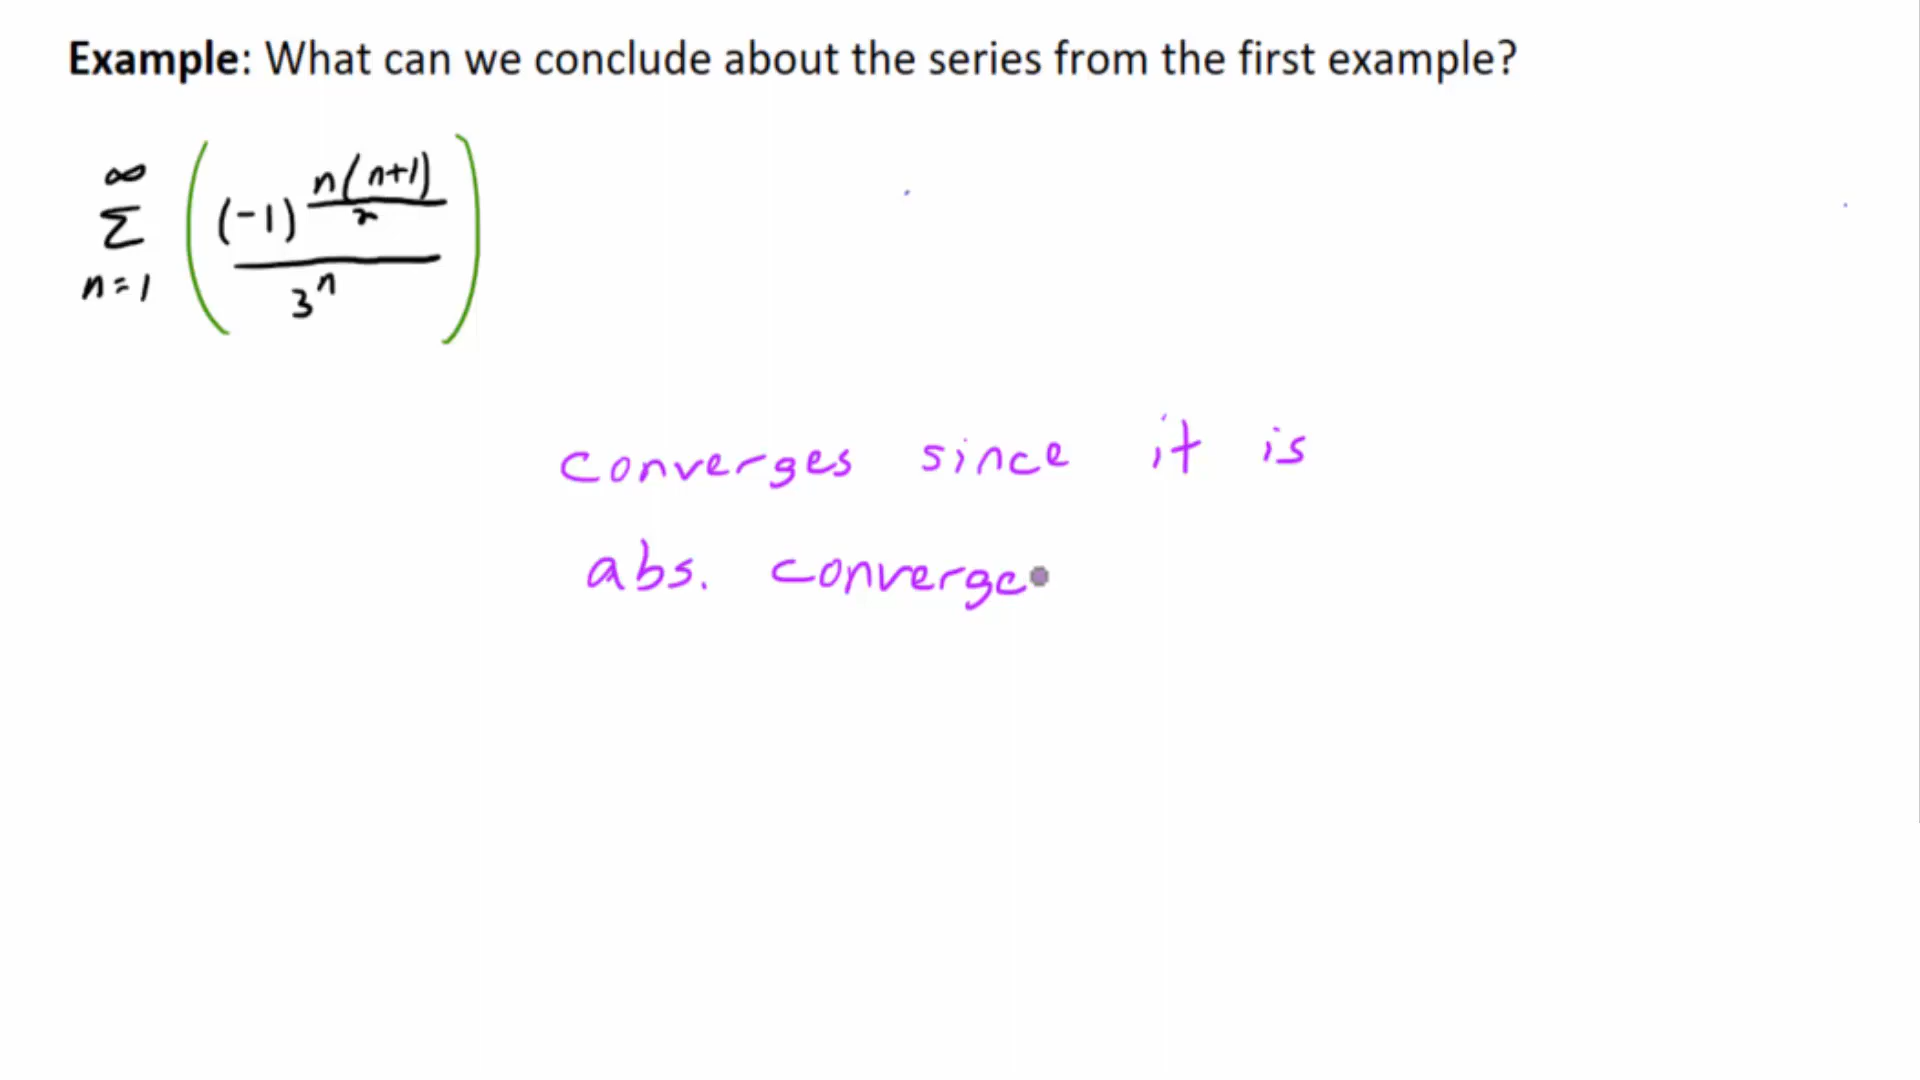 Example: What can we conclude about the series from the first example?
∞
Σ
n=1
( (-1)^(n(n+1)/2) / 3^n )
converges since it is
abs. converge